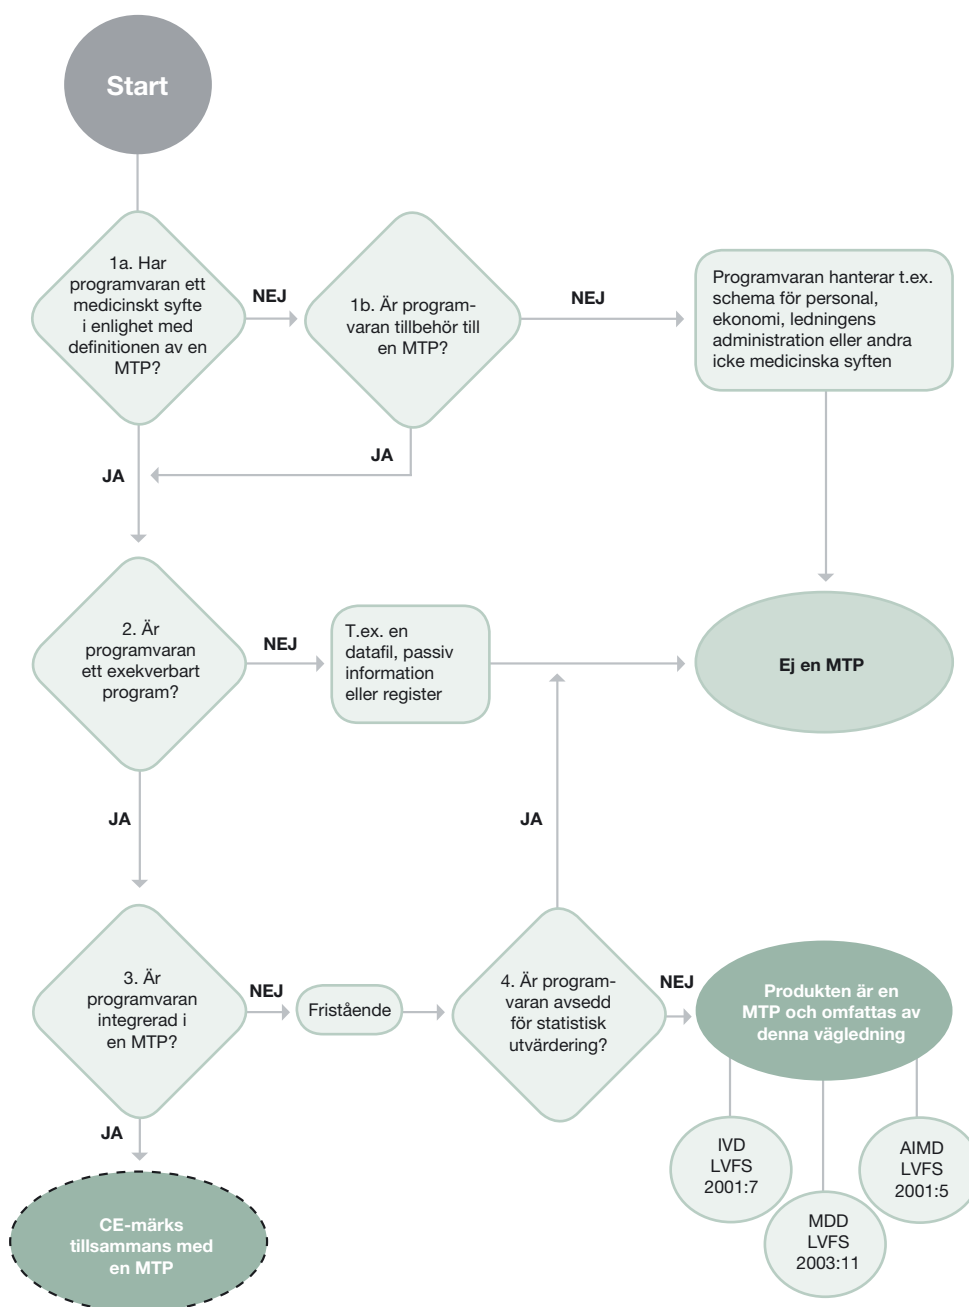 Start
1a. Har
programvaran ett
medicinskt syfte
i enlighet med
definitionen av en
MTP?
NEJ
1b. Är program-
varan tillbehör till
en MTP?
NEJ
Programvaran hanterar t.ex.
schema för personal,
ekonomi, ledningens
administration eller andra
icke medicinska syften
JA
JA
2. Är
programvaran
ett exekverbart
program?
NEJ
T.ex. en
datafil, passiv
information
eller register
Ej en MTP
JA
JA
3. Är
programvaran
integrerad i
en MTP?
NEJ
Fristående
4. Är program-
varan avsedd
för statistisk
utvärdering?
NEJ
Produkten är en
MTP och omfattas av
denna vägledning
JA
IVD
LVFS
2001:7
MDD
LVFS
2003:11
AIMD
LVFS
2001:5
CE-märks
tillsammans med
en MTP